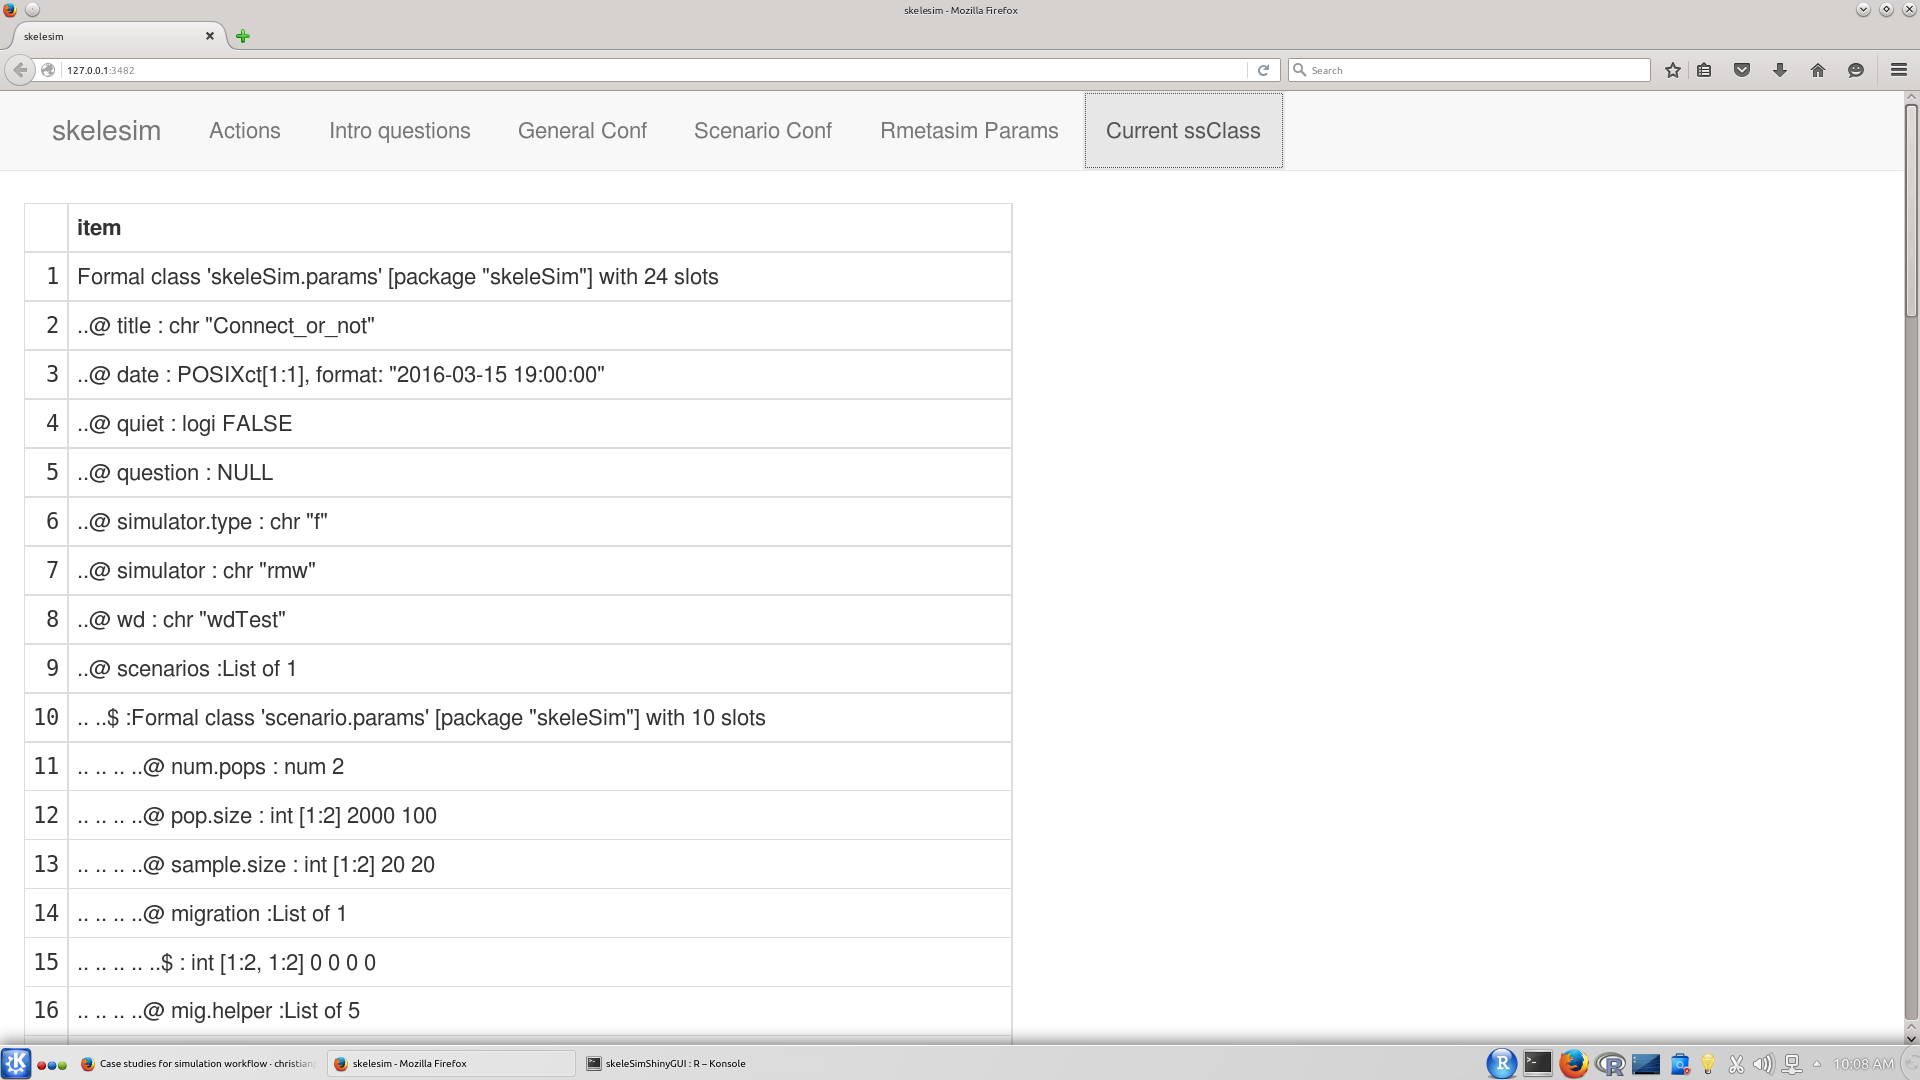 skelesim - Mozilla Firefox
skelesim
127.0.0.1:3482
Search
skelesim Actions Intro questions General Conf Scenario Conf Rmetasim Params Current ssClass
item
1 Formal class 'skeleSim.params' [package "skeleSim"] with 24 slots
2 ..@ title : chr "Connect_or_not"
3 ..@ date : POSIXct[1:1], format: "2016-03-15 19:00:00"
4 ..@ quiet : logi FALSE
5 ..@ question : NULL
6 ..@ simulator.type : chr "f"
7 ..@ simulator : chr "rmw"
8 ..@ wd : chr "wdTest"
9 ..@ scenarios :List of 1
10 .. ..$ :Formal class 'scenario.params' [package "skeleSim"] with 10 slots
11 .. .. .. ..@ num.pops : num 2
12 .. .. .. ..@ pop.size : int [1:2] 2000 100
13 .. .. .. ..@ sample.size : int [1:2] 20 20
14 .. .. .. ..@ migration :List of 1
15 .. .. .. .. ..$ : int [1:2, 1:2] 0 0 0 0
16 .. .. .. ..@ mig.helper :List of 5
Case studies for simulation workflow · christian skelesim - Mozilla Firefox skeleSimShinyGUI : R – Konsole 10:08 AM